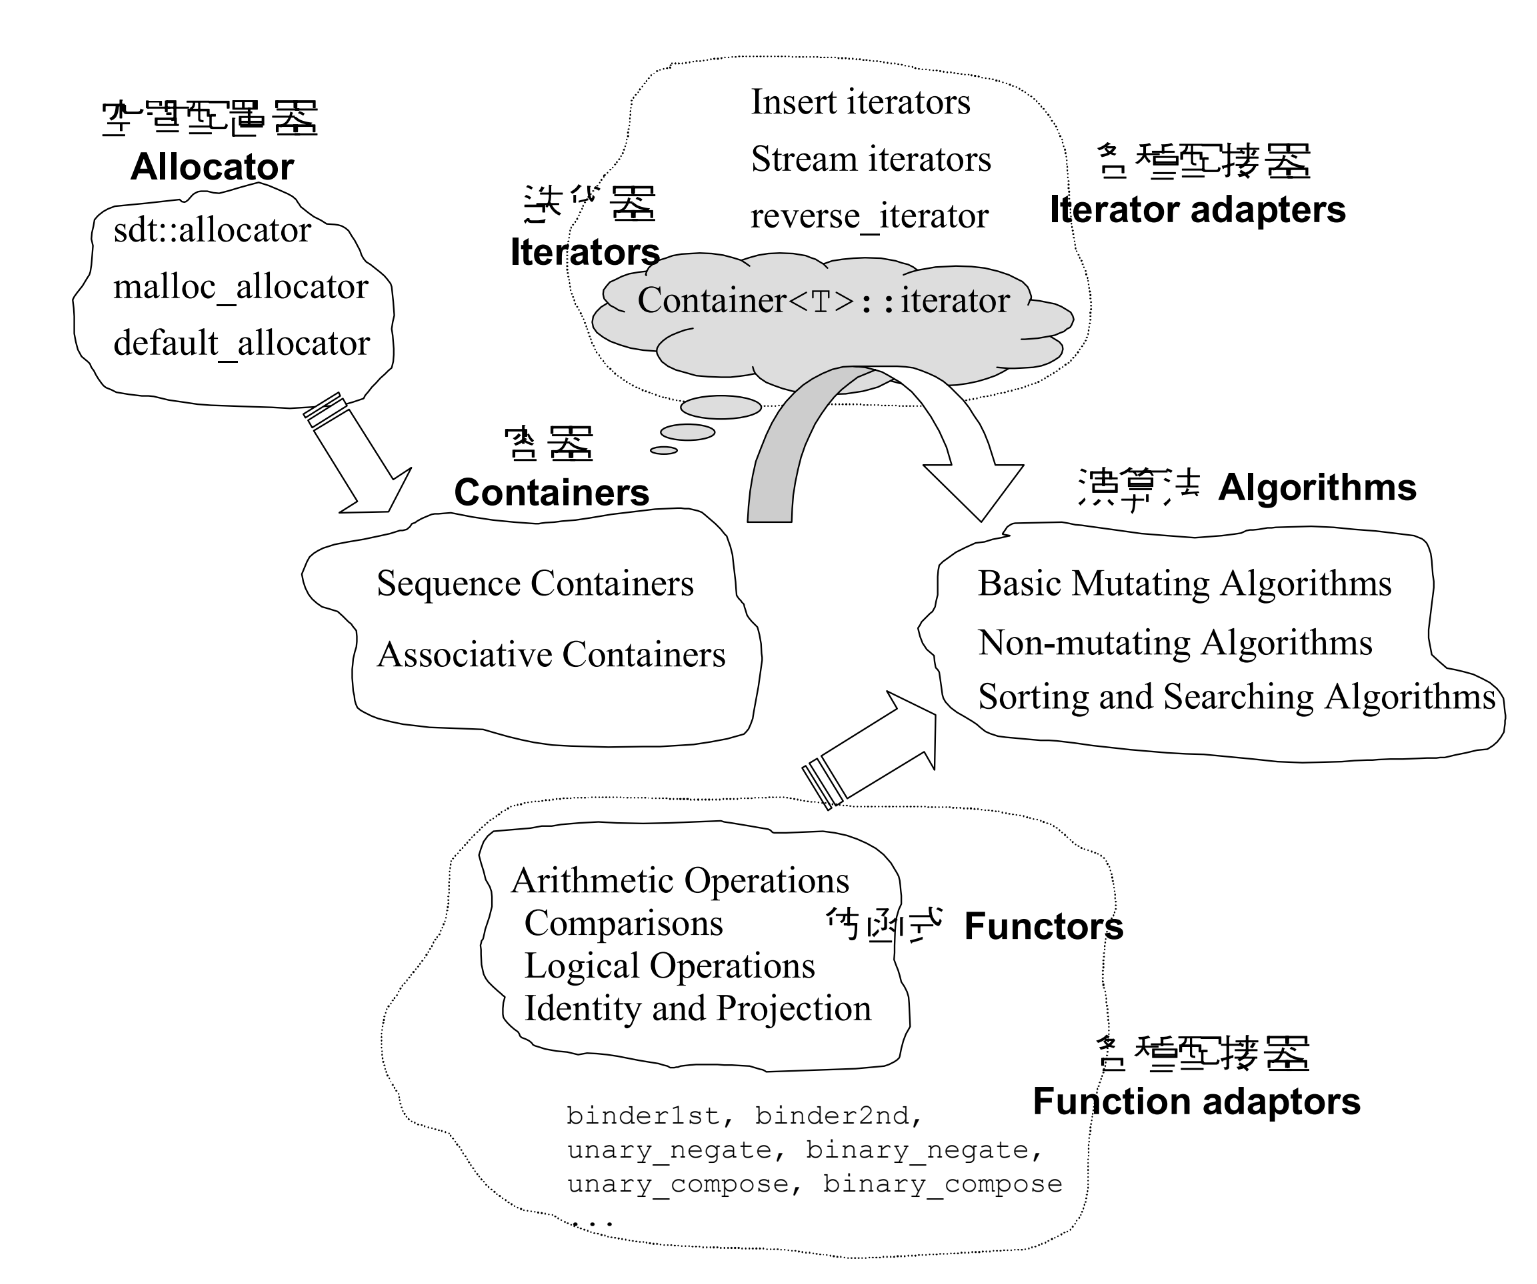 空間配置器
Allocator
sdt::allocator
malloc_allocator
default_allocator
Insert iterators
Stream iterators
reverse_iterator
各種配接器
Iterator adapters
迭代器
Iterators
Container<T>::iterator
容器
Containers
Sequence Containers
Associative Containers
演算法 Algorithms
Basic Mutating Algorithms
Non-mutating Algorithms
Sorting and Searching Algorithms
Arithmetic Operations
Comparisons
Logical Operations
Identity and Projection
仿函式 Functors
各種配接器
Function adaptors
binder1st, binder2nd,
unary_negate, binary_negate,
unary_compose, binary_compose
...